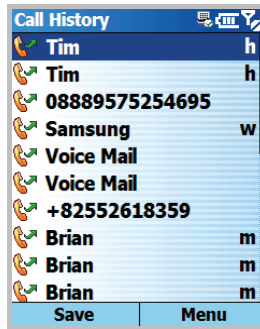 Call History
Tim h
Tim h
08889575254695
Samsung w
Voice Mail
Voice Mail
+82552618359
Brian m
Brian m
Brian m
Save Menu